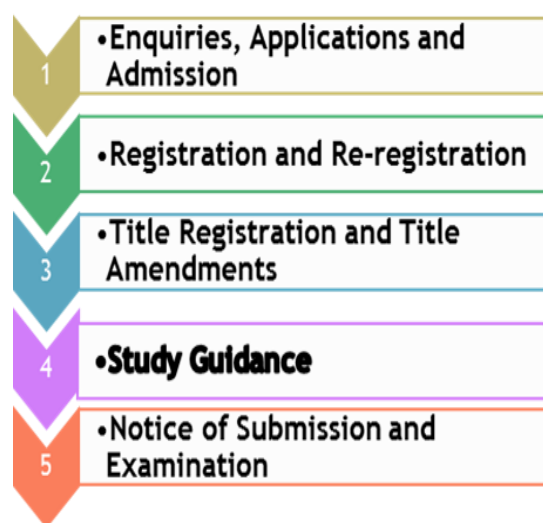 1
•Enquiries, Applications and
Admission
2
•Registration and Re-registration
3
•Title Registration and Title
Amendments
4
•Study Guidance
5
•Notice of Submission and
Examination